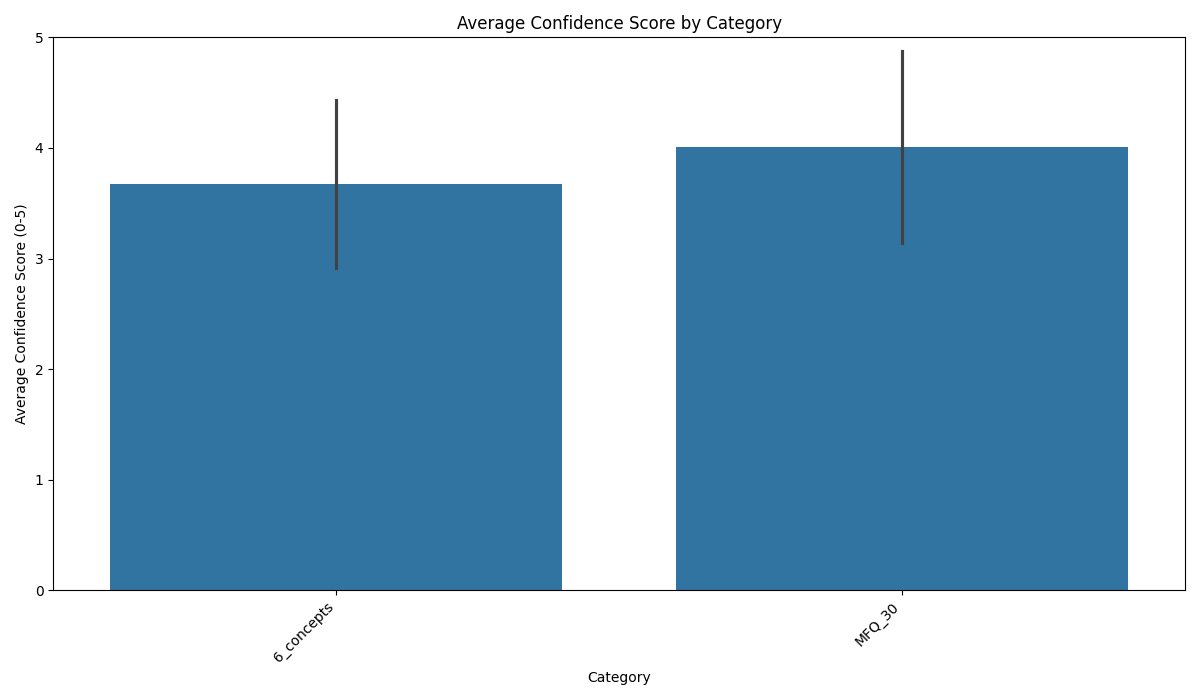 Average Confidence Score by Category
Average Confidence Score (0-5)
5
4
3
2
1
0
6_concepts
MFQ_30
Category